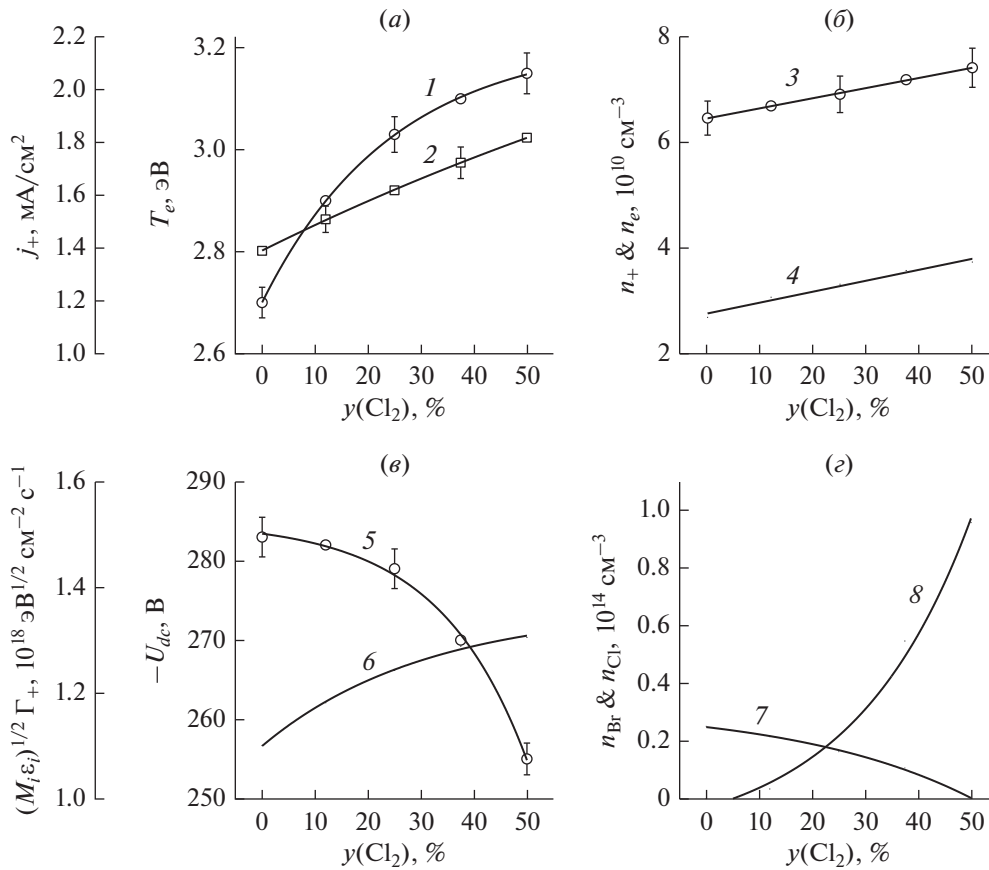 (а)
j₊, мА/см²
2.2
2.0
1.8
1.6
1.4
1.2
1.0
Tₑ, эВ
3.2
3.0
2.8
2.6
1
2
0 10 20 30 40 50
y(Cl₂), %
(б)
n₊ & nₑ, 10¹⁰ см⁻³
8
6
4
2
3
4
0 10 20 30 40 50
y(Cl₂), %
(в)
(Mᵢεᵢ)^1/2 Γ₊, 10¹⁸ эВ^1/2 см⁻² с⁻¹
1.6
1.4
1.2
1.0
−U_dc, В
290
280
270
260
250
5
6
0 10 20 30 40 50
y(Cl₂), %
(г)
n_Br & n_Cl, 10¹⁴ см⁻³
1.0
0.8
0.6
0.4
0.2
0
7
8
0 10 20 30 40 50
y(Cl₂), %